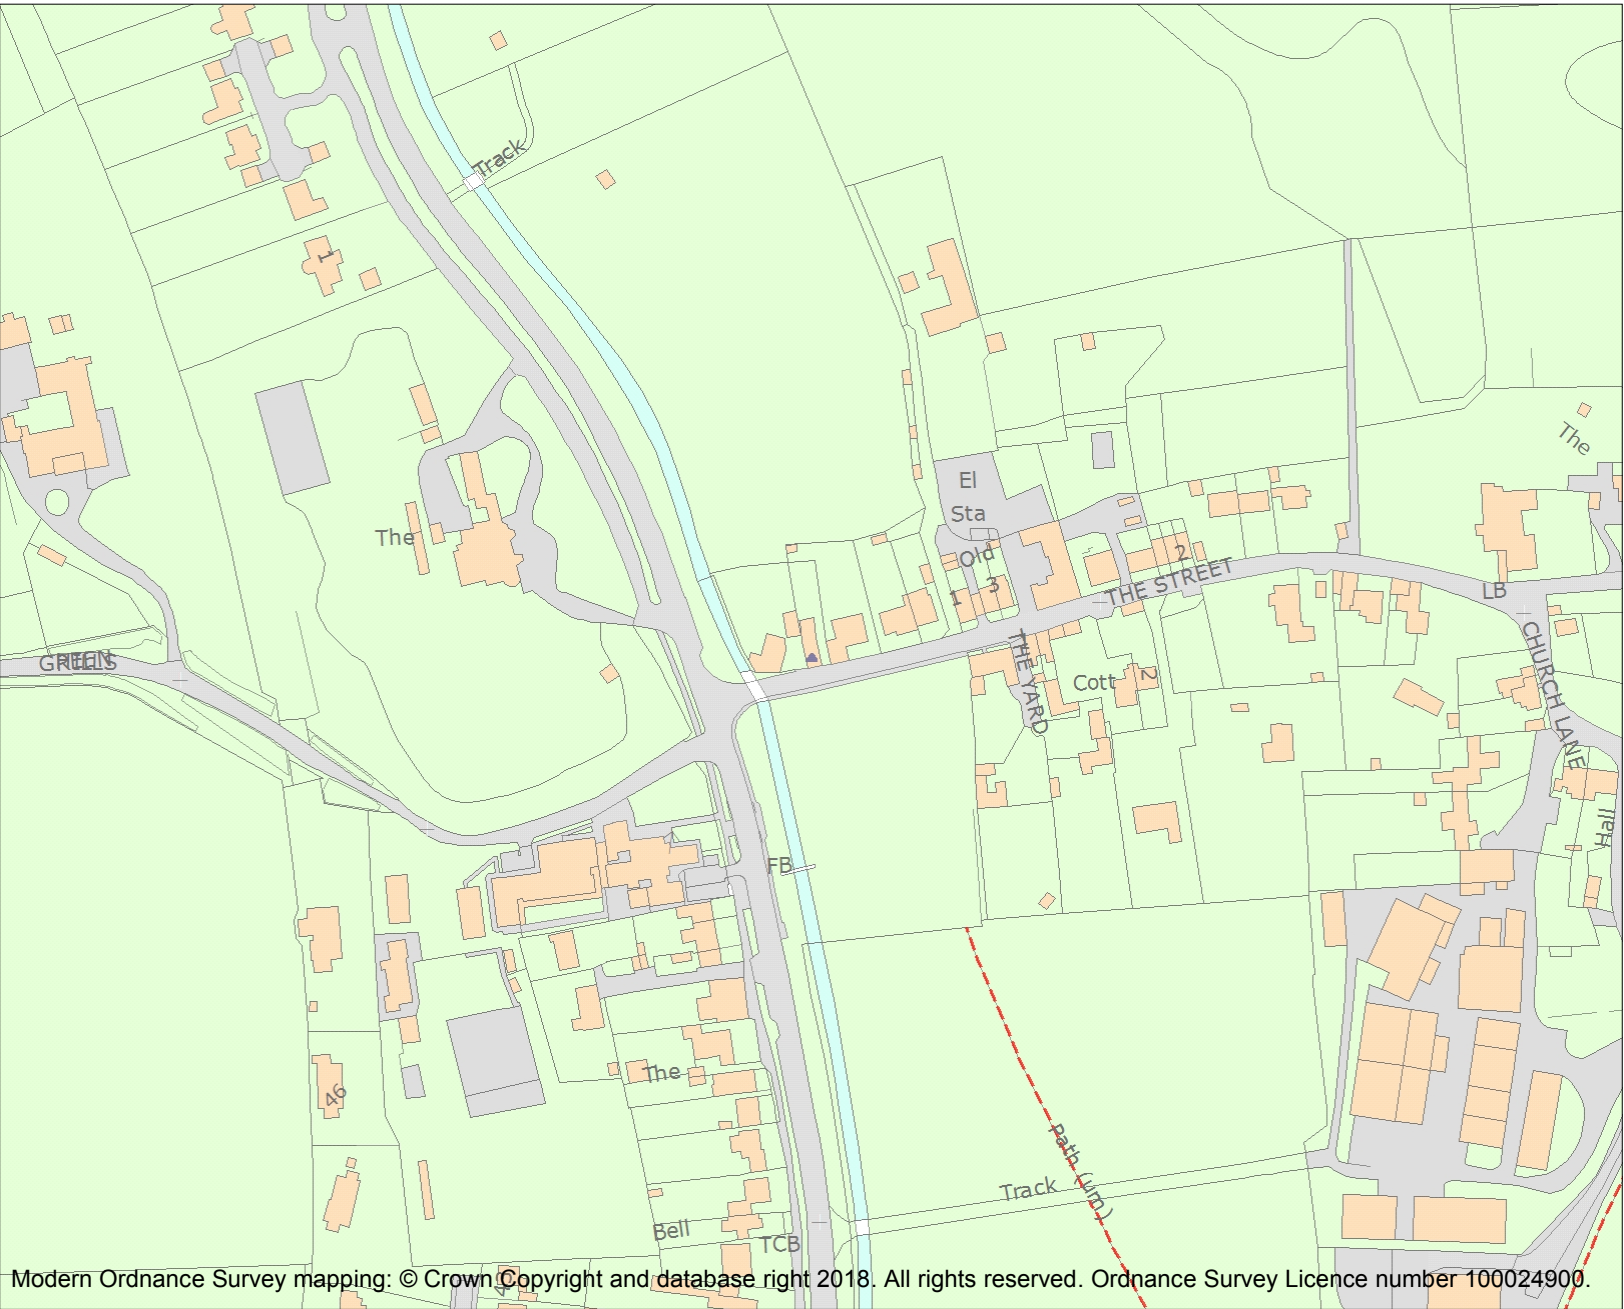 Track
1
The
The
El
Sta
Old
1
3
2
THE STREET
LB
THE YARD
Cott
2
CHURCH LANE
Hall
FB
The
46
Path (um)
Track
Bell
TCB
Modern Ordnance Survey mapping: © Crown Copyright and database right 2018. All rights reserved. Ordnance Survey Licence number 100024900.